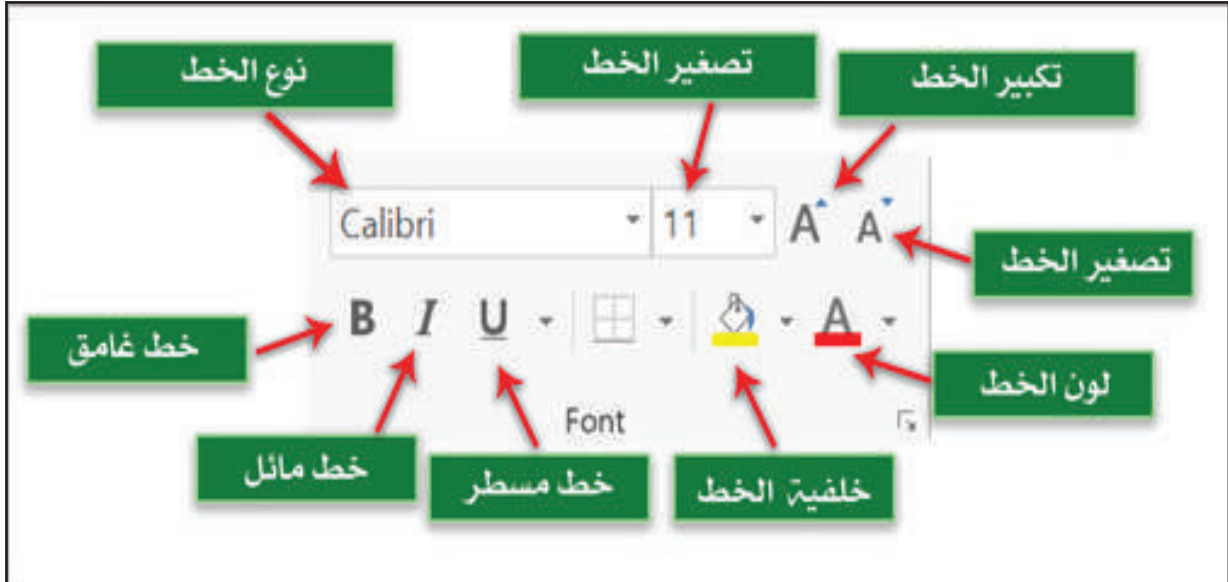 نوع الخط
تصغير الخط
تكبير الخط
Calibri
11
A
A
تصغير الخط
B I U
A
خط غامق
لون الخط
Font
خط مائل
خط مسطر
خلفية الخط